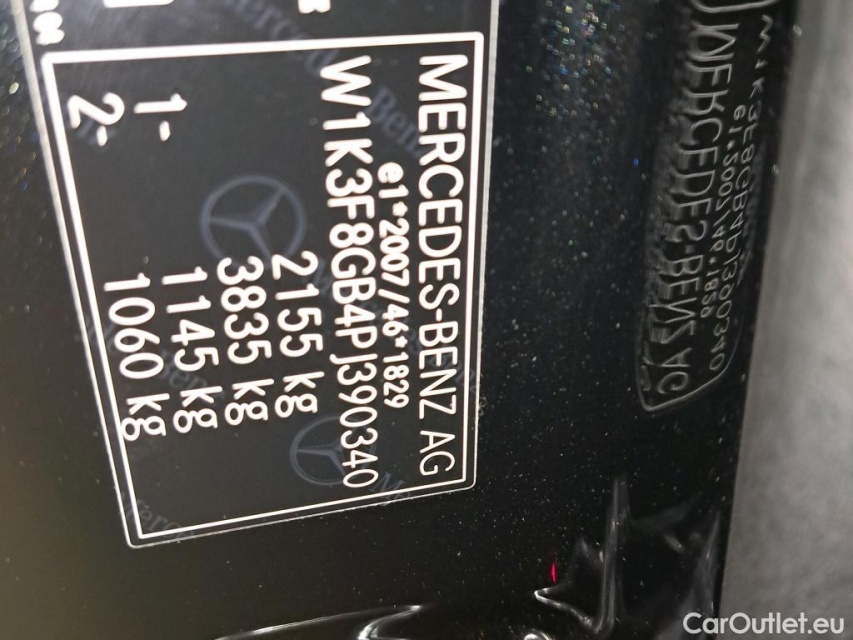 MERCEDES-BENZ AG
e1*2007/46*1829
W1K3F8GB4PJ390340
2155 kg
3835 kg
1- 1145 kg
2- 1060 kg
CarOutlet.eu